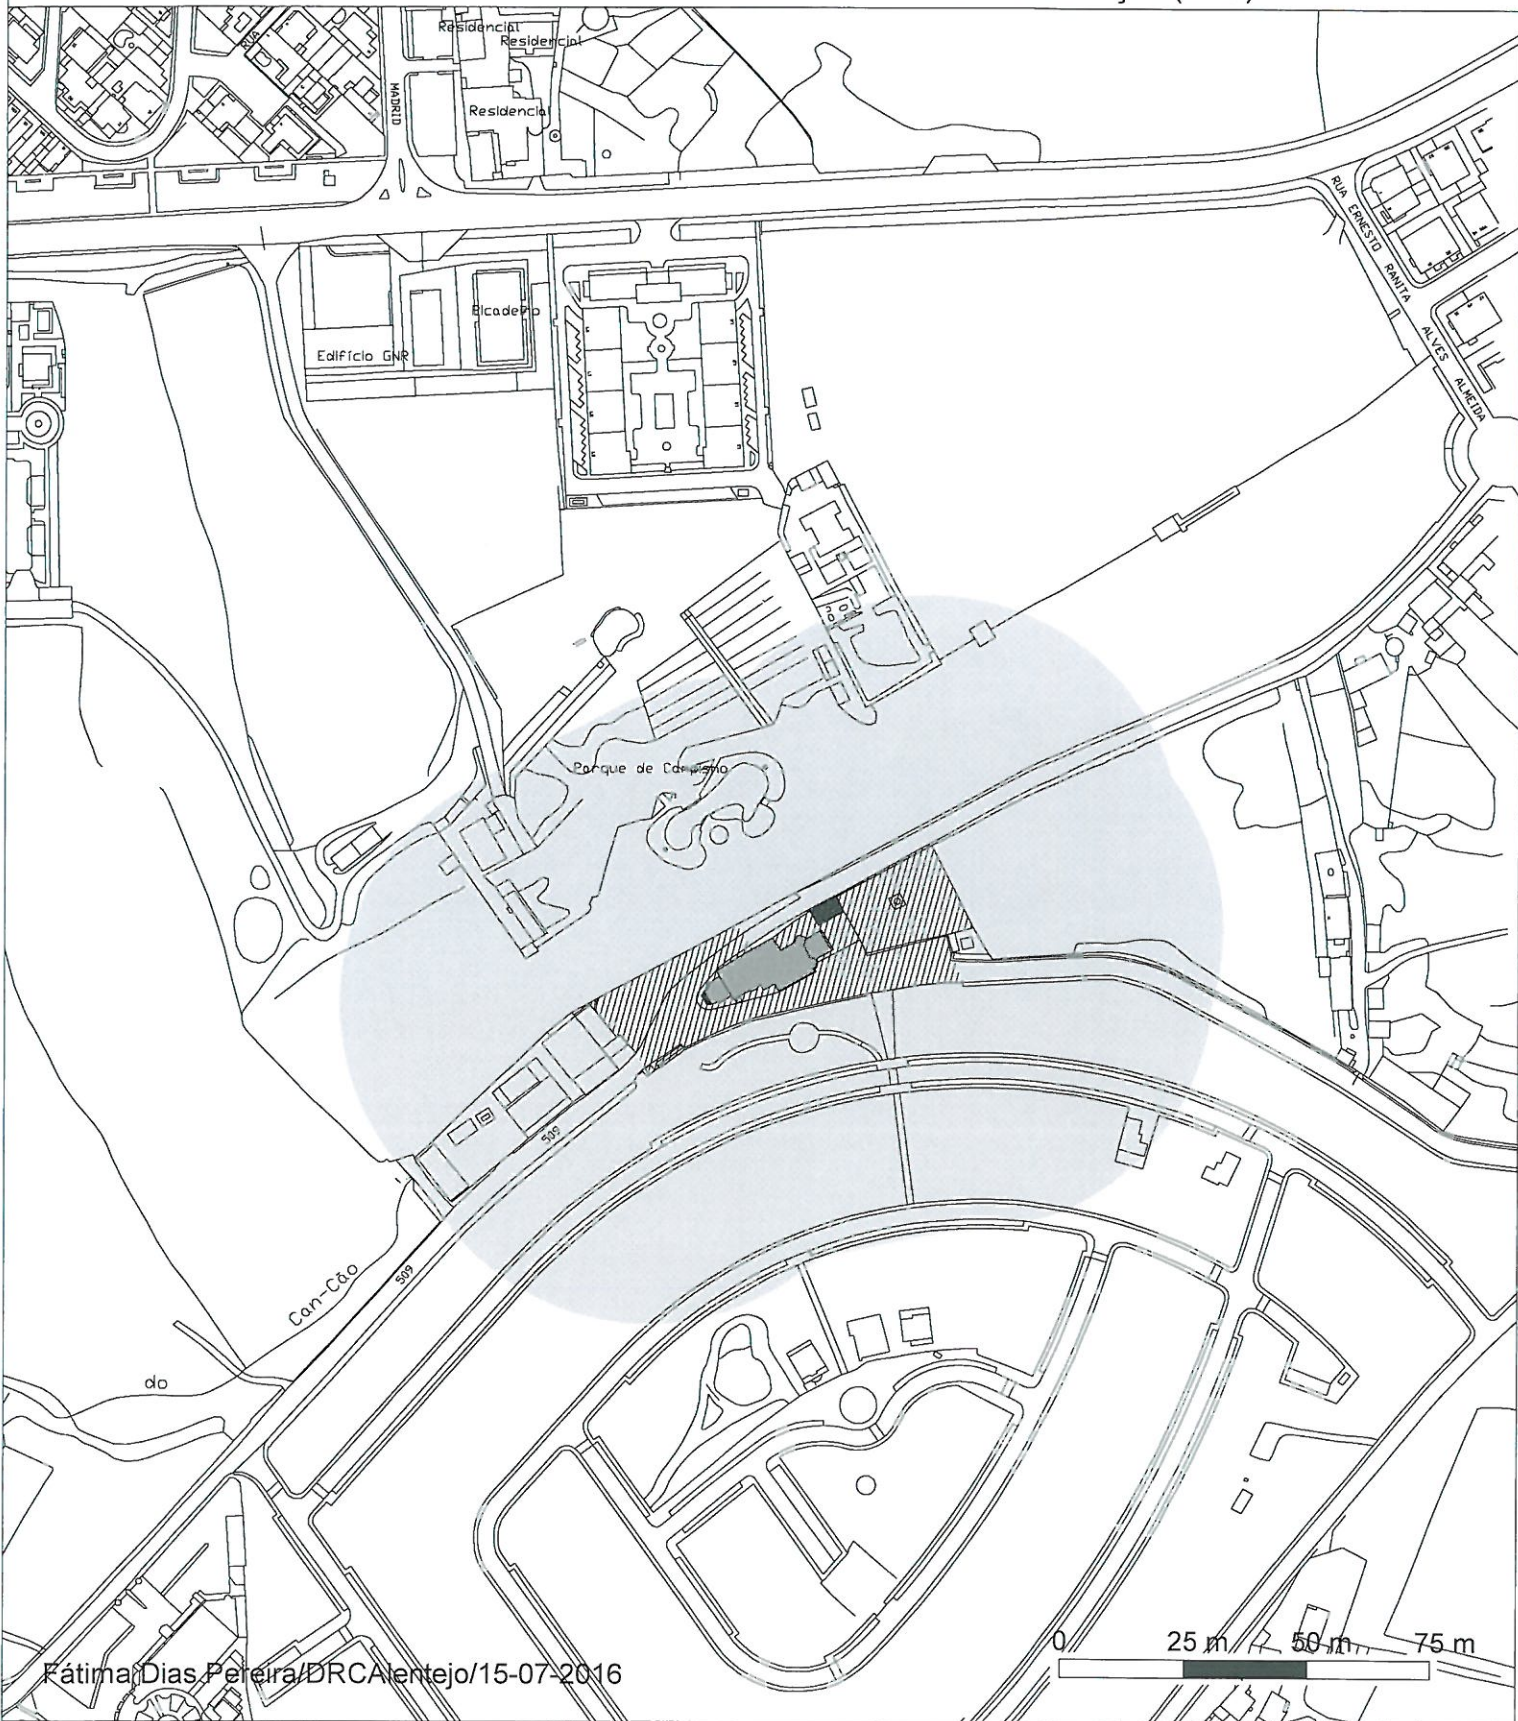 Residencial
Residencial
RUA
MADRID
Residencial
RUA ERNESTO RANITA ALVES ALMEIDA
Picadeiro
Edifício GNR
Parque de Campismo
509
509
Can-Cão
do
0 25 m 50 m 75 m
Fátima Dias Pereira/DRCAlentejo/15-07-2016